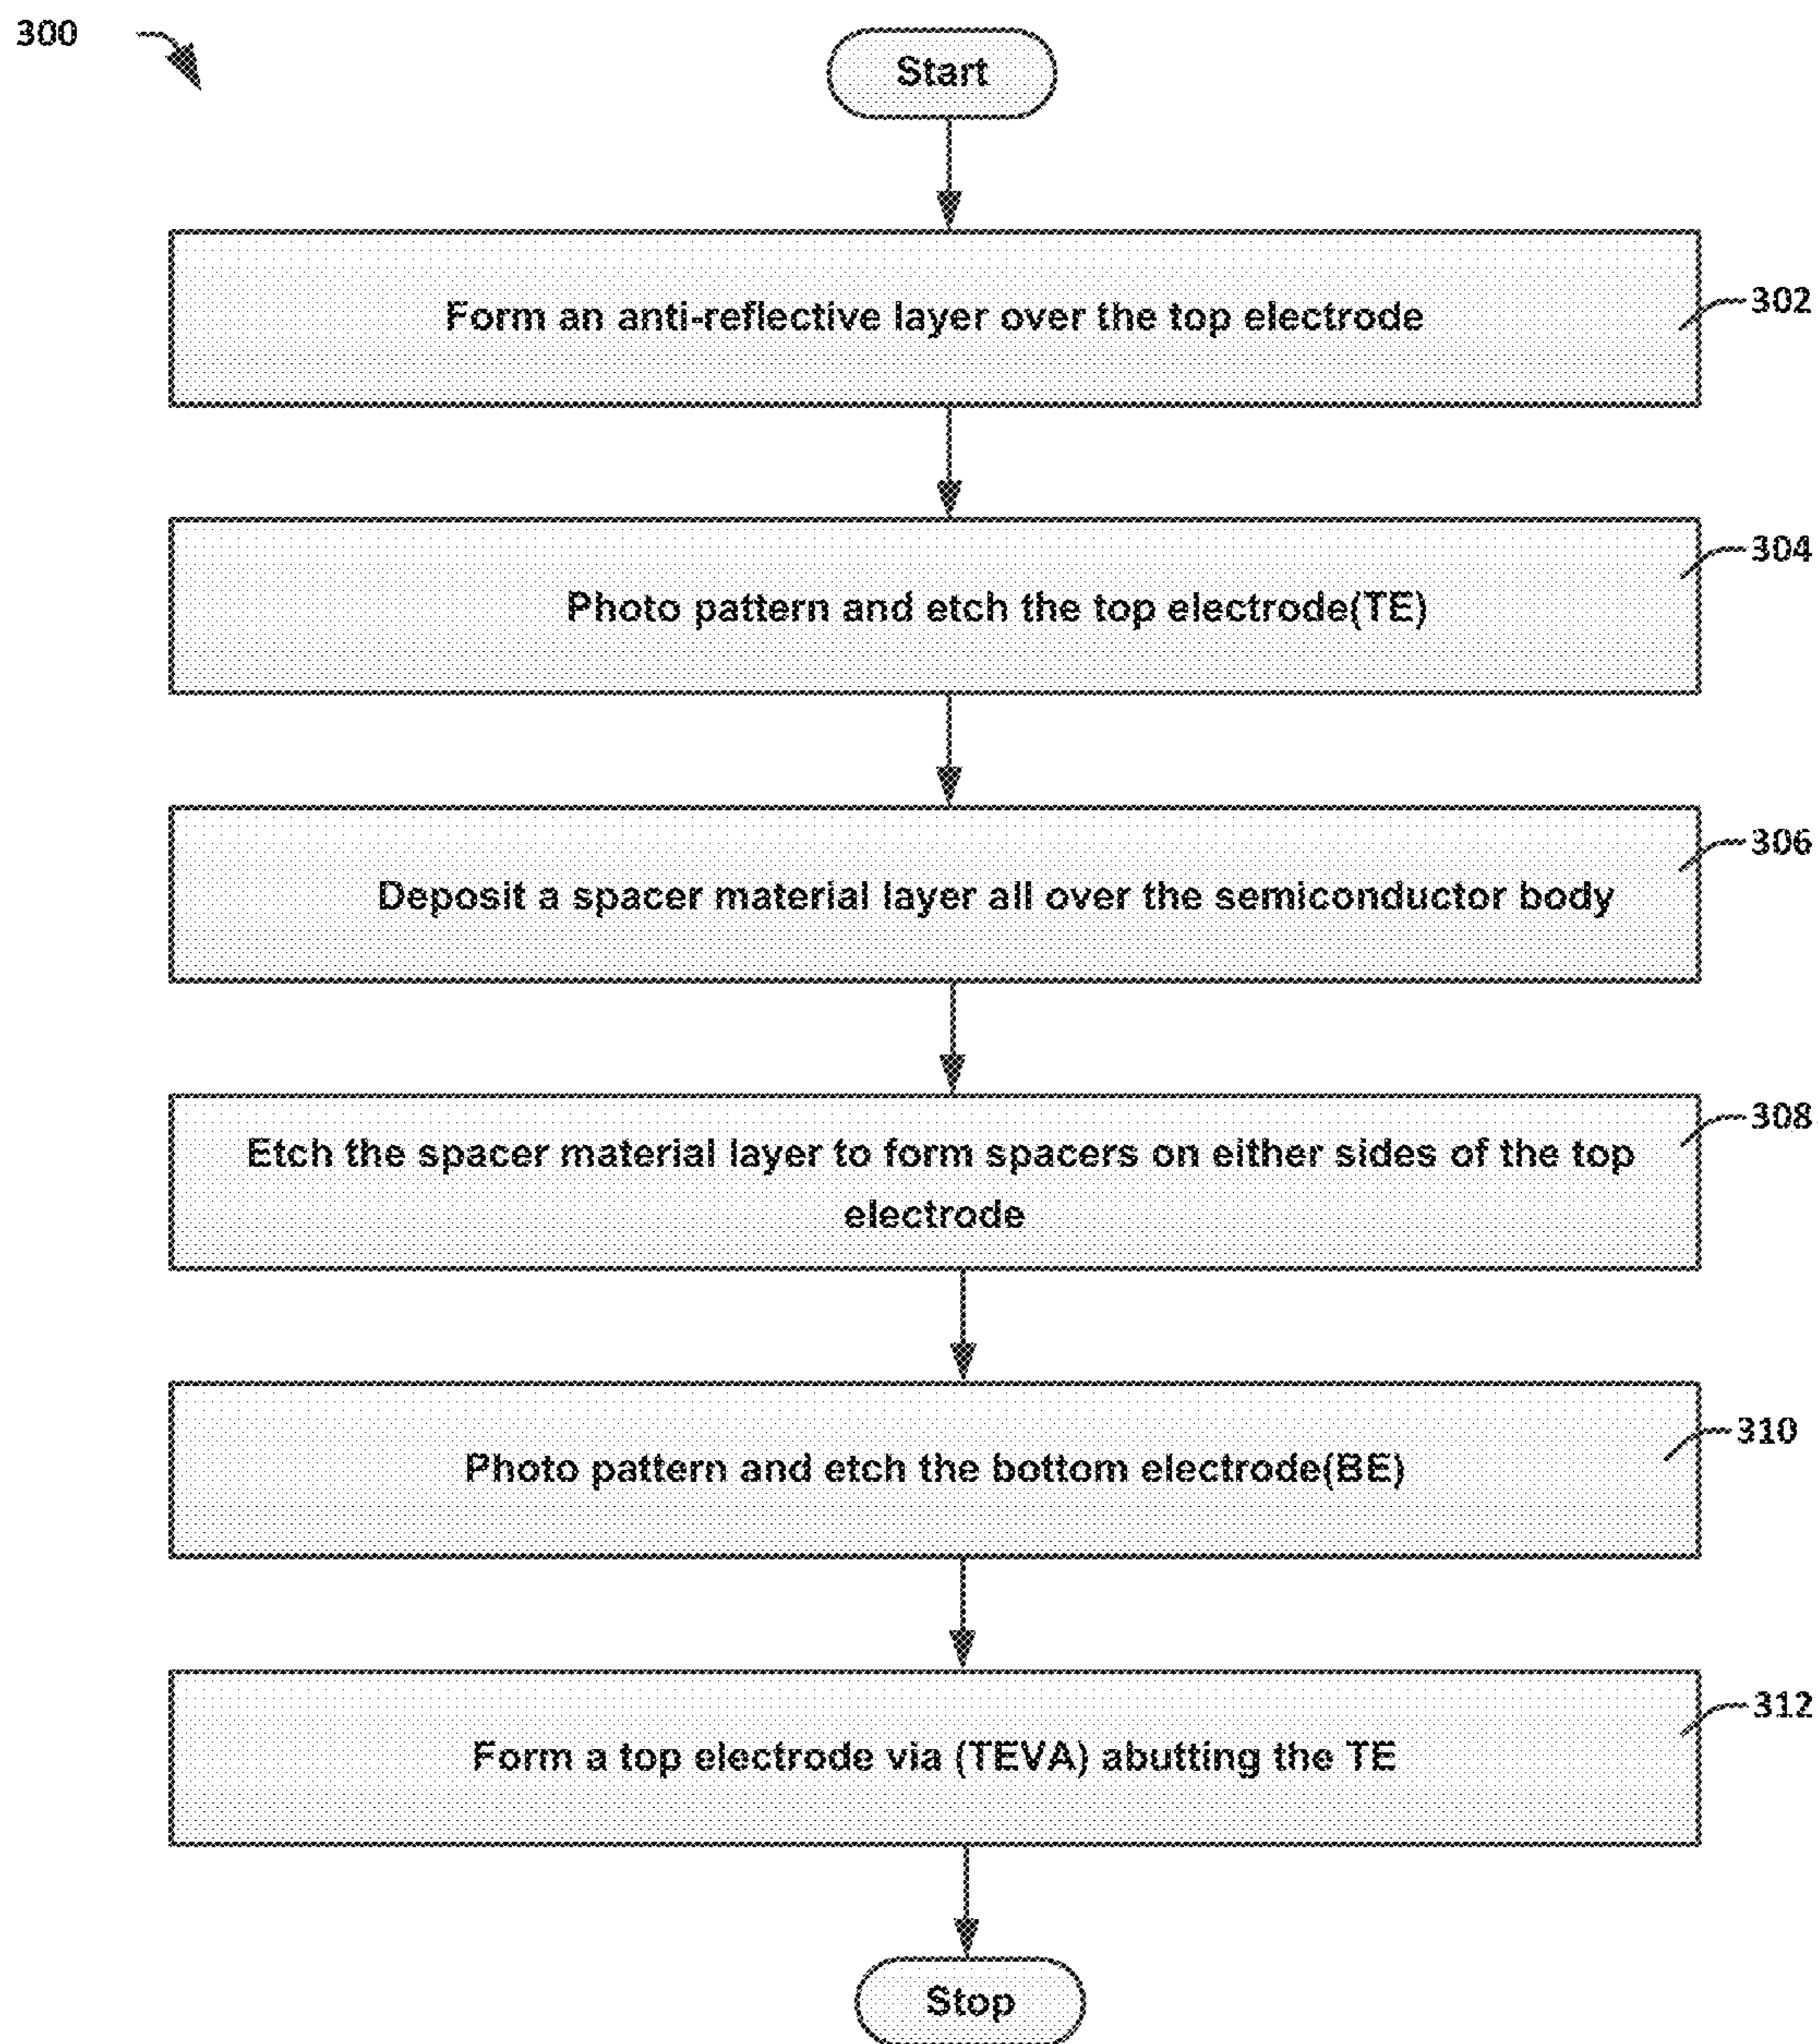 300
Start
Form an anti-reflective layer over the top electrode
302
Photo pattern and etch the top electrode(TE)
304
Deposit a spacer material layer all over the semiconductor body
306
Etch the spacer material layer to form spacers on either sides of the top
electrode
308
Photo pattern and etch the bottom electrode(BE)
310
Form a top electrode via (TEVA) abutting the TE
312
Stop